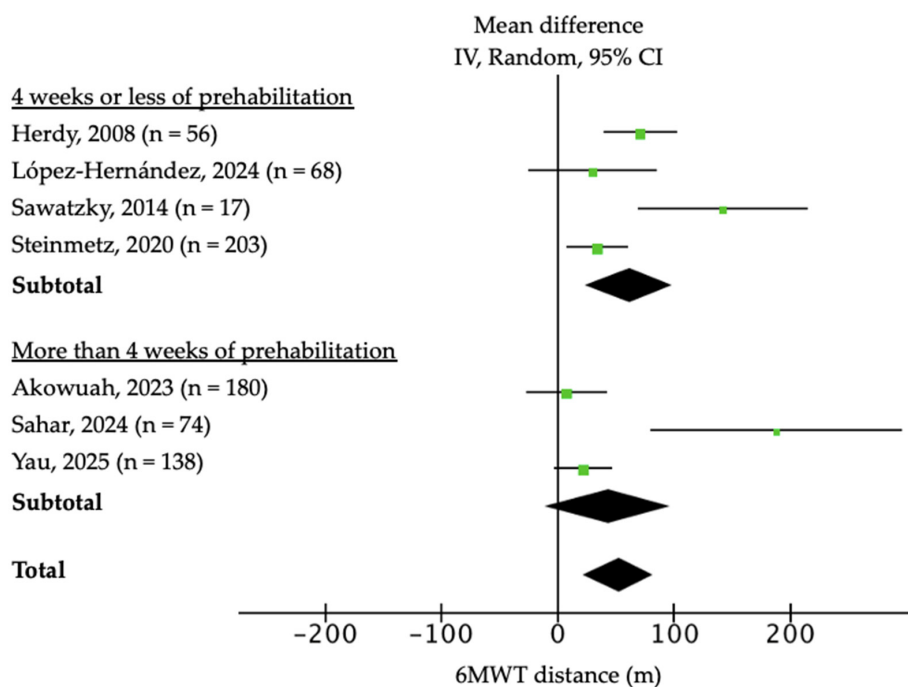 Mean difference
IV, Random, 95% CI
4 weeks or less of prehabilitation
Herdy, 2008 (n = 56)
López-Hernández, 2024 (n = 68)
Sawatzky, 2014 (n = 17)
Steinmetz, 2020 (n = 203)
Subtotal
More than 4 weeks of prehabilitation
Akowuah, 2023 (n = 180)
Sahar, 2024 (n = 74)
Yau, 2025 (n = 138)
Subtotal
Total
-200 -100 0 100 200
6MWT distance (m)